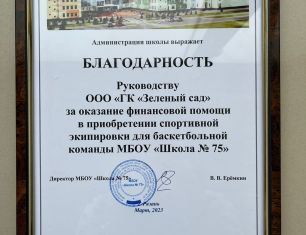 Администрация школы выражает
БЛАГОДАРНОСТЬ
Руководству
ООО «ГК «Зеленый сад»
за оказание финансовой помощи
в приобретении спортивной
экипировки для баскетбольной
команды МБОУ «Школа № 75»
Директор МБОУ «Школа № 75»
В. В. Ерёмкин
Рязань
Март, 2023